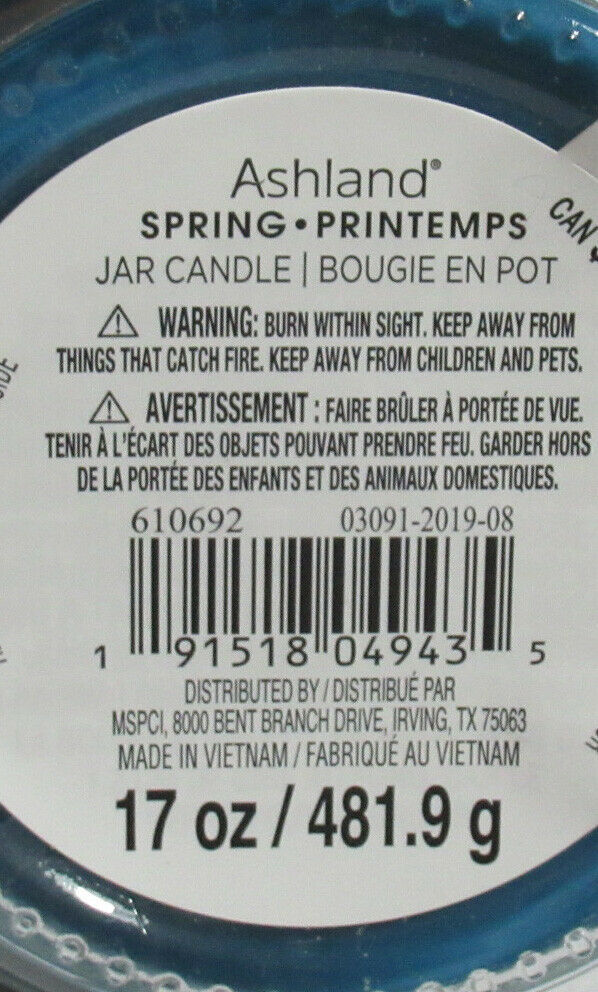 Ashland®
SPRING•PRINTEMPS
JAR CANDLE | BOUGIE EN POT
⚠ WARNING: BURN WITHIN SIGHT. KEEP AWAY FROM
THINGS THAT CATCH FIRE. KEEP AWAY FROM CHILDREN AND PETS.
⚠ AVERTISSEMENT : FAIRE BRÛLER À PORTÉE DE VUE.
TENIR À L'ÉCART DES OBJETS POUVANT PRENDRE FEU. GARDER HORS
DE LA PORTÉE DES ENFANTS ET DES ANIMAUX DOMESTIQUES.
610692 03091-2019-08
1 91518 04943 5
DISTRIBUTED BY / DISTRIBUÉ PAR
MSPCI, 8000 BENT BRANCH DRIVE, IRVING, TX 75063
MADE IN VIETNAM / FABRIQUÉ AU VIETNAM
17 oz / 481.9 g
CAN